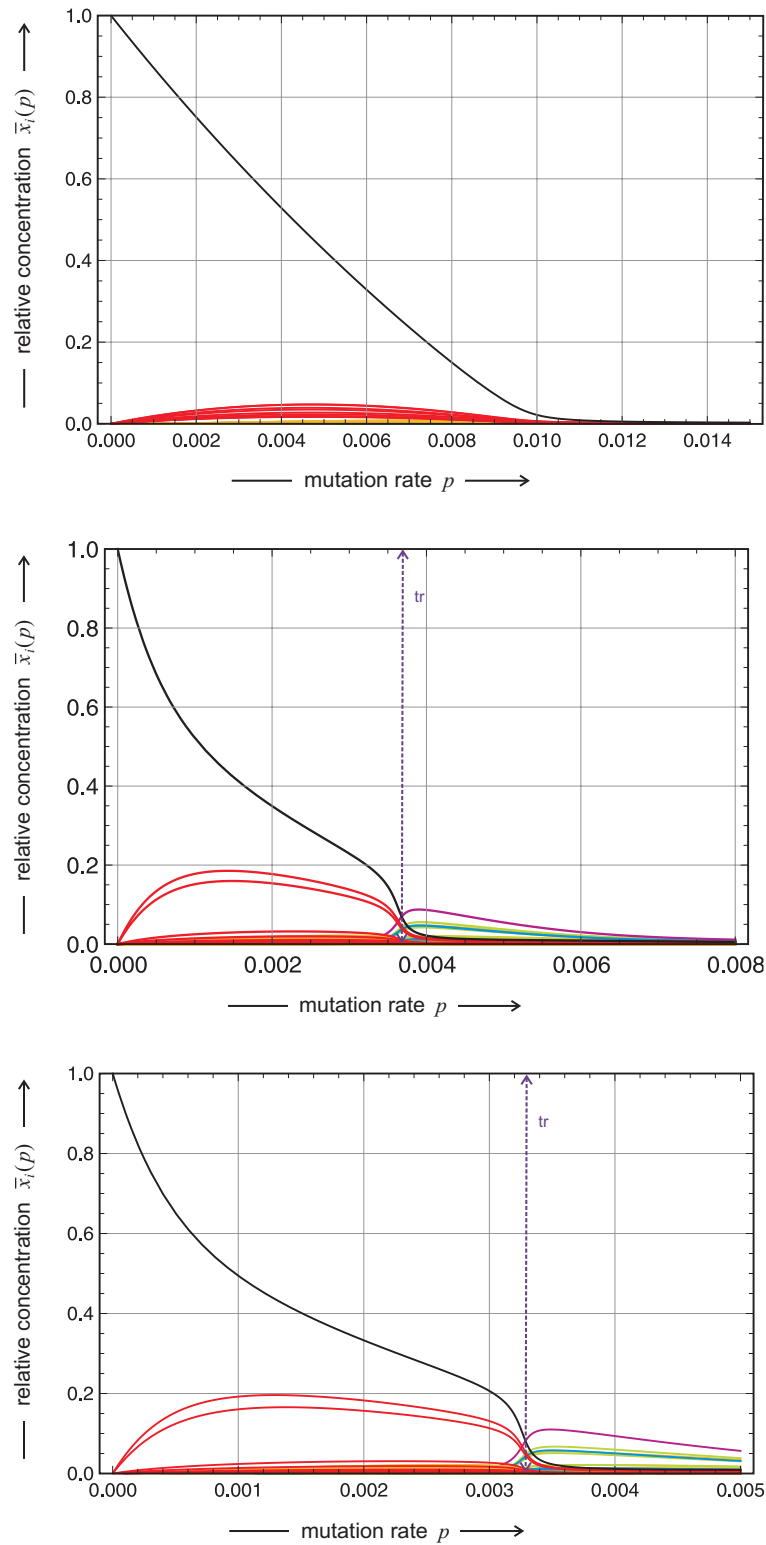 1.0
0.8
0.6
0.4
0.2
0.0
relative concentration x̄ᵢ(p)
0.000 0.002 0.004 0.006 0.008 0.010 0.012 0.014
mutation rate p
1.0
0.8
0.6
0.4
0.2
0.0
relative concentration x̄ᵢ(p)
tr
0.000 0.002 0.004 0.006 0.008
mutation rate p
1.0
0.8
0.6
0.4
0.2
0.0
relative concentration x̄ᵢ(p)
tr
0.000 0.001 0.002 0.003 0.004 0.005
mutation rate p